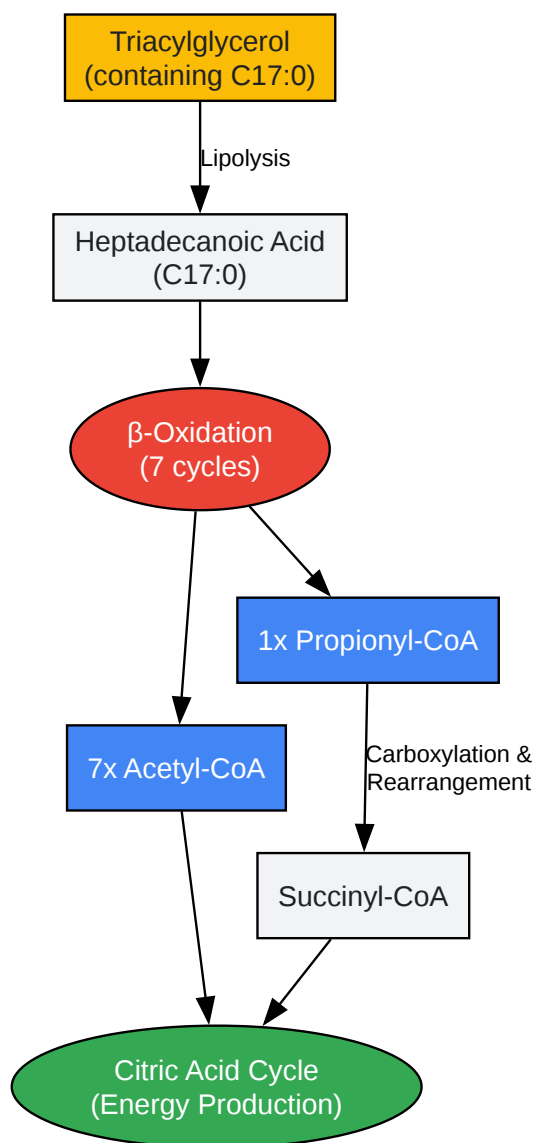 Triacylglycerol
(containing C17:0)
Lipolysis
Heptadecanoic Acid
(C17:0)
β-Oxidation
(7 cycles)
1x Propionyl-CoA
7x Acetyl-CoA
Carboxylation &
Rearrangement
Succinyl-CoA
Citric Acid Cycle
(Energy Production)